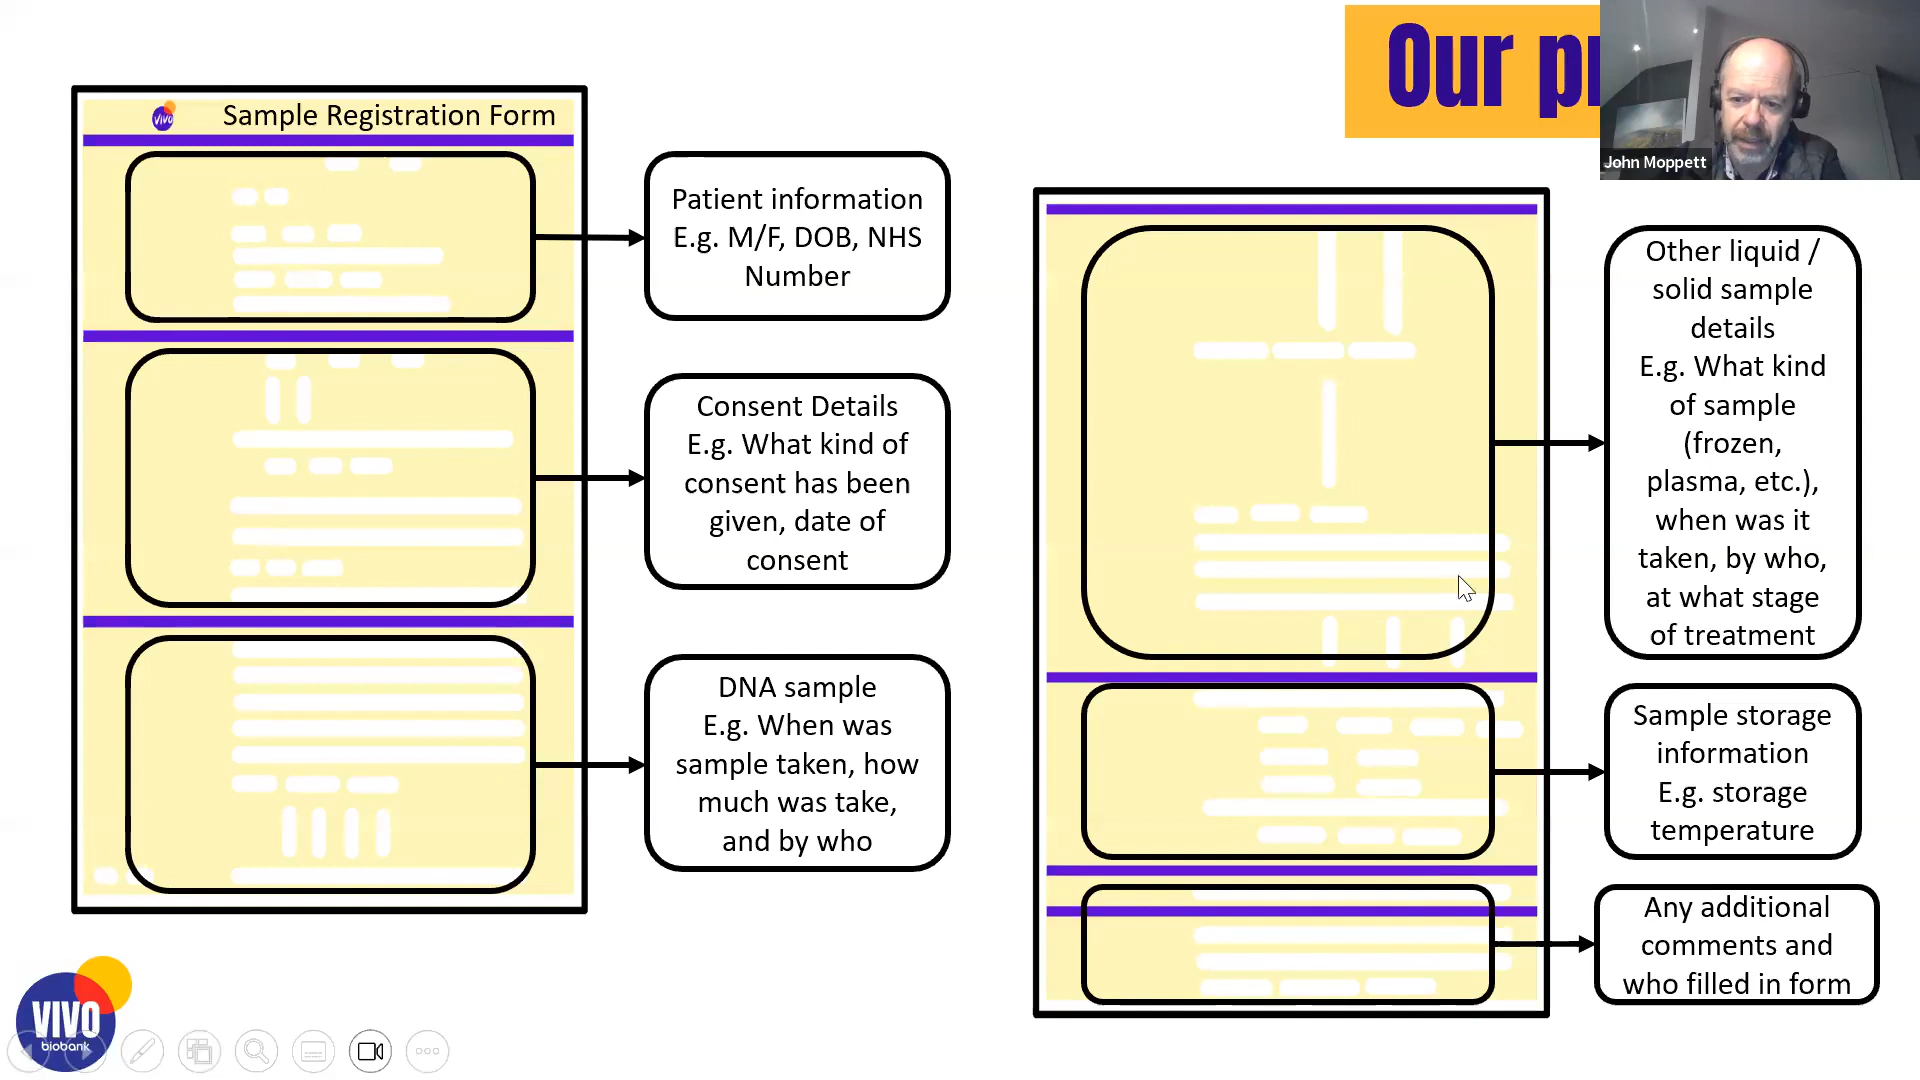 Our pr
John Moppett
VIVO
Sample Registration Form
Patient information
E.g. M/F, DOB, NHS
Number
Consent Details
E.g. What kind of
consent has been
given, date of
consent
DNA sample
E.g. When was
sample taken, how
much was take,
and by who
Other liquid /
solid sample
details
E.g. What kind
of sample
(frozen,
plasma, etc.),
when was it
taken, by who,
at what stage
of treatment
Sample storage
information
E.g. storage
temperature
Any additional
comments and
who filled in form
VIVO
biobank